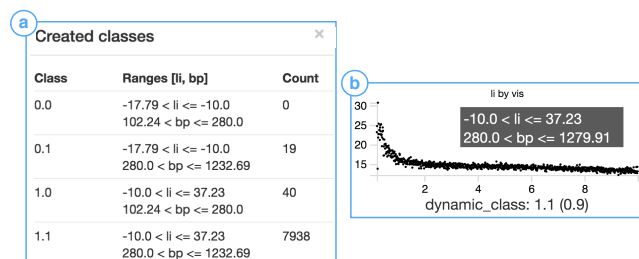 a
Created classes ×
Class Ranges [li, bp] Count
0.0 -17.79 < li <= -10.0 0
102.24 < bp <= 280.0
0.1 -17.79 < li <= -10.0 19
280.0 < bp <= 1232.69
1.0 -10.0 < li <= 37.23 40
102.24 < bp <= 280.0
1.1 -10.0 < li <= 37.23 7938
280.0 < bp <= 1232.69
b
li by vis
30
25
20
15
-10.0 < li <= 37.23
280.0 < bp <= 1279.91
2 4 6 8
dynamic_class: 1.1 (0.9)